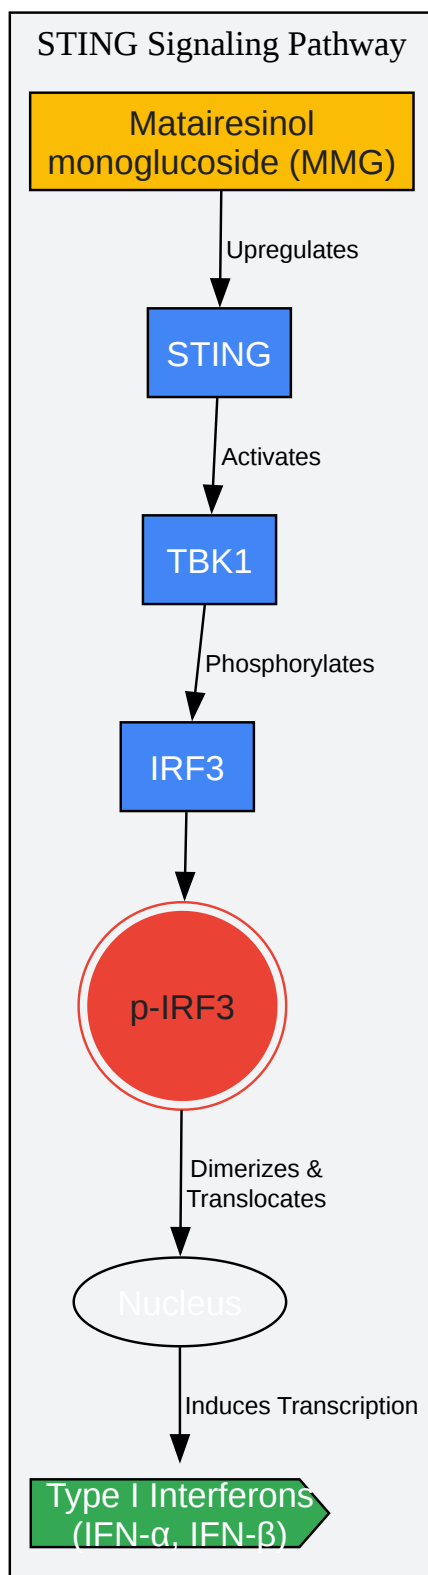 STING Signaling Pathway
Matairesinol
monoglucoside (MMG)
Upregulates
STING
Activates
TBK1
Phosphorylates
IRF3
p-IRF3
Dimerizes &
Translocates
Nucleus
Induces Transcription
Type I Interferons
(IFN-α, IFN-β)